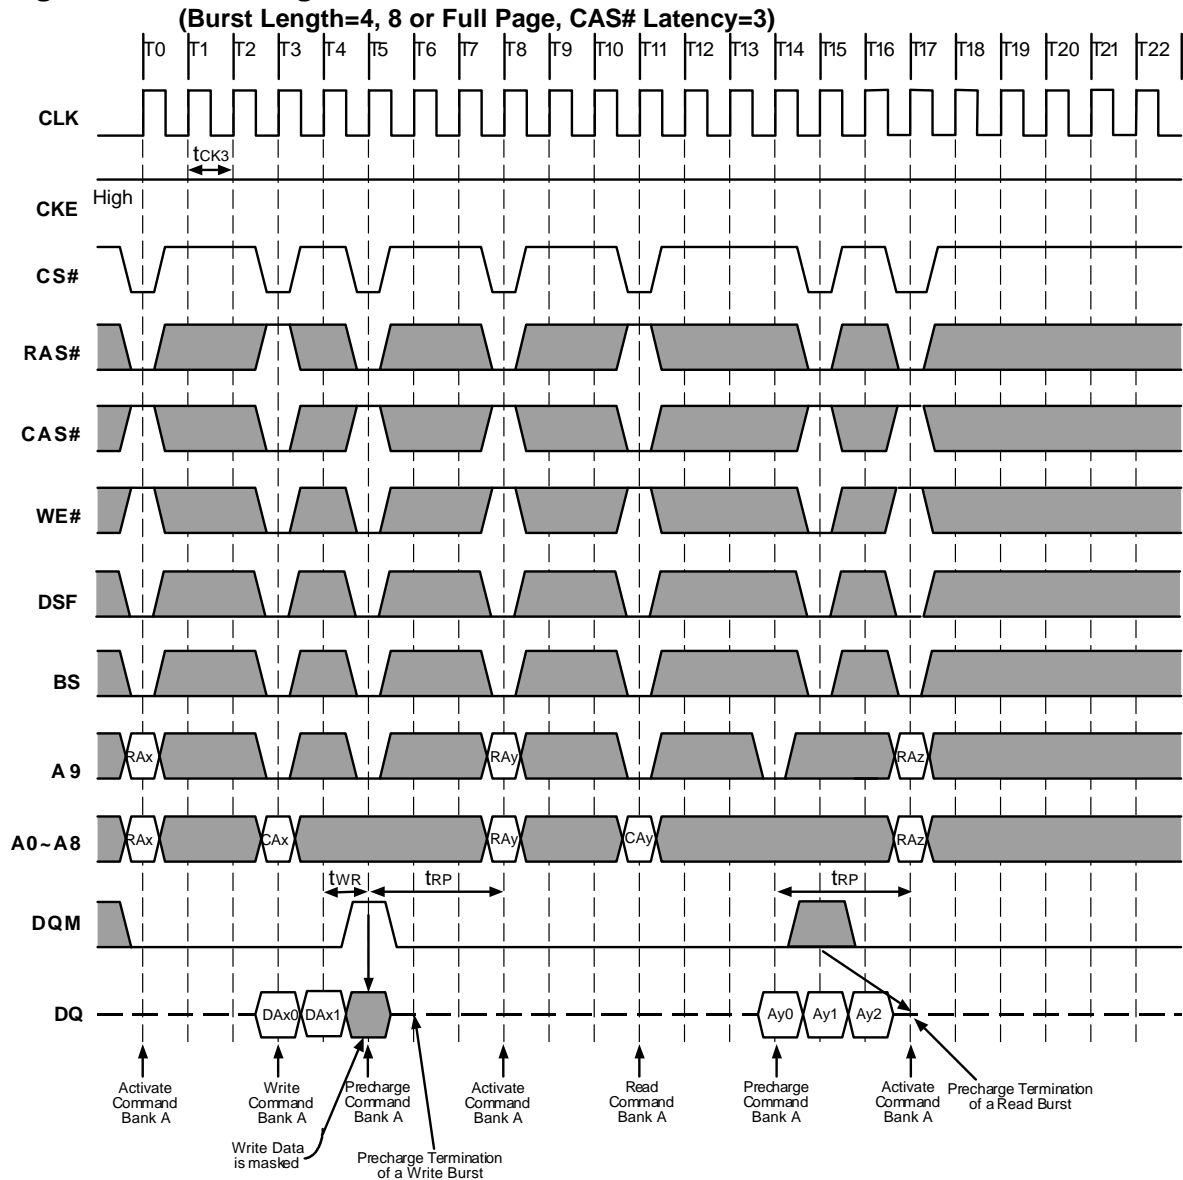 (Burst Length=4, 8 or Full Page, CAS# Latency=3)
T0 T1 T2 T3 T4 T5 T6 T7 T8 T9 T10 T11 T12 T13 T14 T15 T16 T17 T18 T19 T20 T21 T22
CLK
tCK3
High
CKE
CS#
RAS#
CAS#
WE#
DSF
BS
A9
RAx RAy RAz
A0~A8
RAx CAx RAy CAy RAz
tWR tRP tRP
DQM
DQ
DAx0 DAx1 Ay0 Ay1 Ay2
Activate
Command
Bank A
Write
Command
Bank A
Precharge
Command
Bank A
Activate
Command
Bank A
Read
Command
Bank A
Precharge
Command
Bank A
Activate
Command
Bank A
Precharge Termination
of a Read Burst
Write Data
is masked
Precharge Termination
of a Write Burst